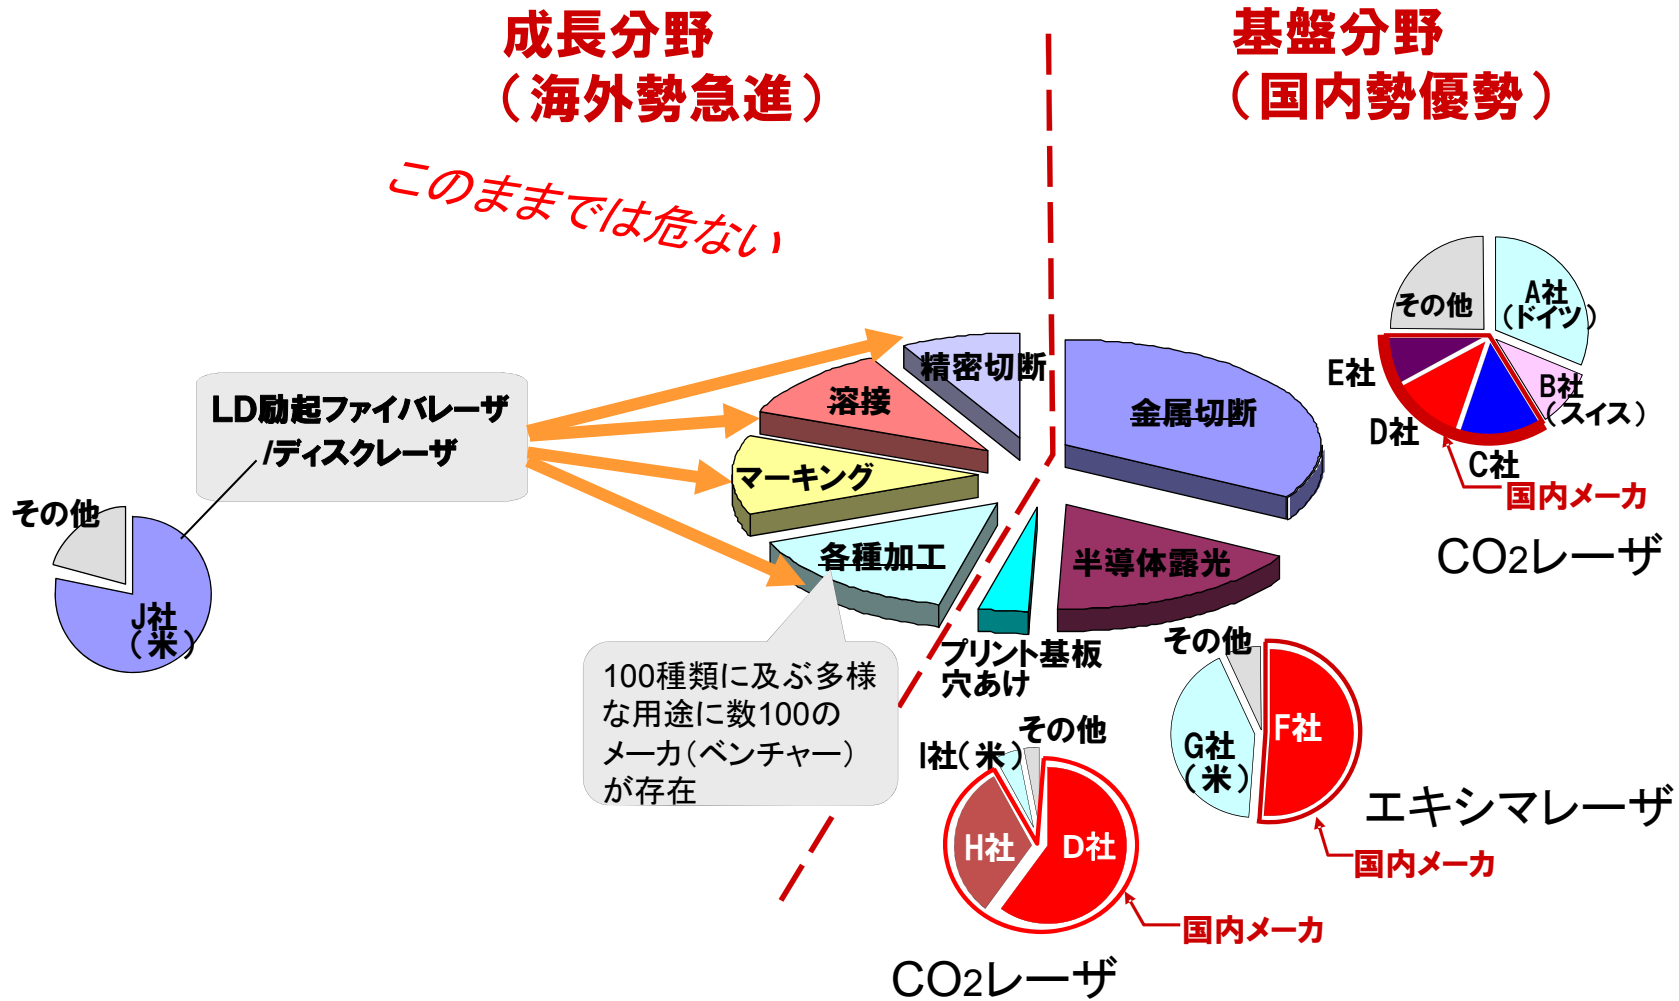 成長分野
（海外勢急進）
基盤分野
（国内勢優勢）
このままでは危ない
その他
A社
（ドイツ）
B社
（スイス）
E社
D社
C社
国内メーカ
CO2レーザ
精密切断
溶接
マーキング
各種加工
金属切断
半導体露光
プリント基板
穴あけ
LD励起ファイバレーザ
/ディスクレーザ
その他
J社
（米）
100種類に及ぶ多様
な用途に数100の
メーカ（ベンチャー）
が存在
その他
G社
（米）
F社
エキシマレーザ
国内メーカ
I社（米）
その他
H社
D社
国内メーカ
CO2レーザ